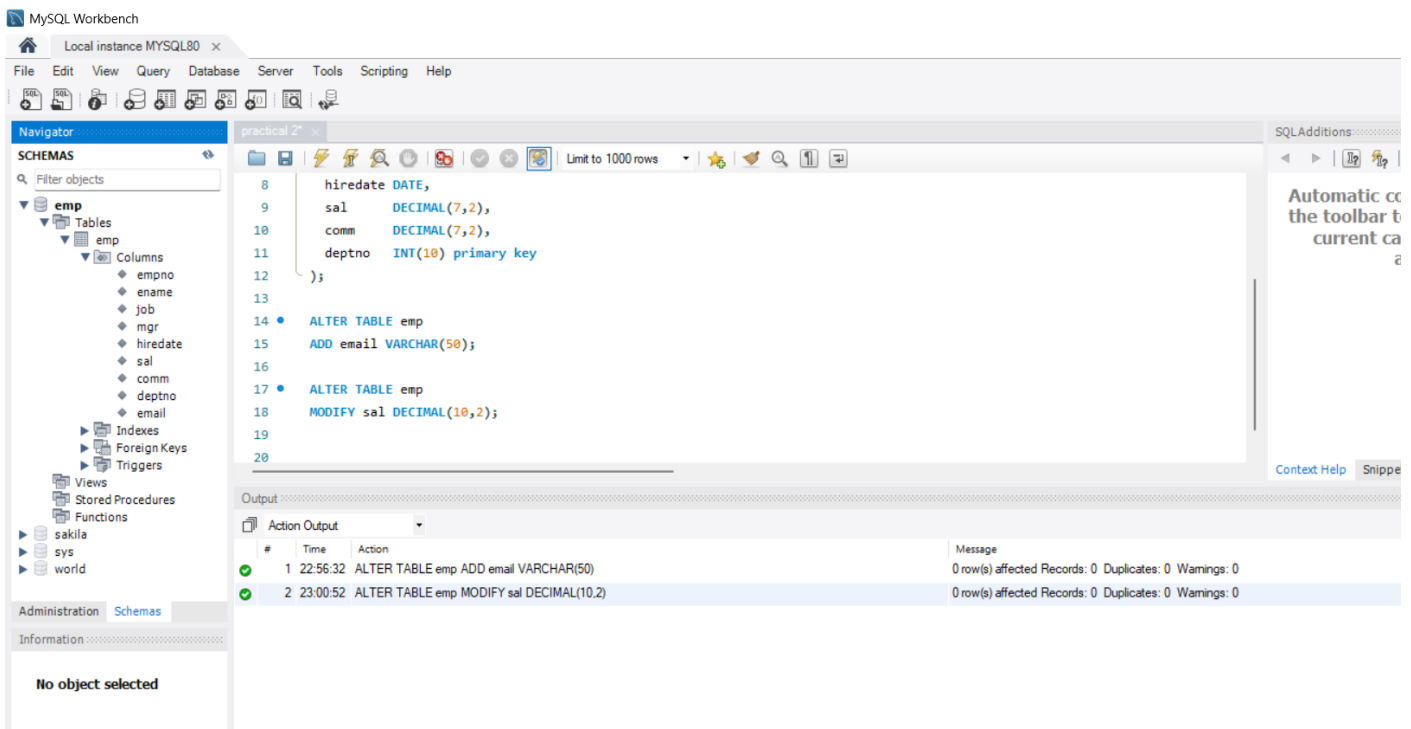 MySQL Workbench
Local instance MYSQL80 ×
File Edit View Query Database Server Tools Scripting Help
Navigator
SCHEMAS
Filter objects
emp
Tables
emp
Columns
empno
ename
job
mgr
hiredate
sal
comm
deptno
email
Indexes
Foreign Keys
Triggers
Views
Stored Procedures
Functions
sakila
sys
world
Administration Schemas
Information
No object selected
practical 2* ×
Limit to 1000 rows
8 hiredate DATE,
9 sal DECIMAL(7,2),
10 comm DECIMAL(7,2),
11 deptno INT(10) primary key
12 );
13
14 ALTER TABLE emp
15 ADD email VARCHAR(50);
16
17 ALTER TABLE emp
18 MODIFY sal DECIMAL(10,2);
19
20
Output
Action Output
# Time Action Message
1 22:56:32 ALTER TABLE emp ADD email VARCHAR(50) 0 row(s) affected Records: 0 Duplicates: 0 Warnings: 0
2 23:00:52 ALTER TABLE emp MODIFY sal DECIMAL(10,2) 0 row(s) affected Records: 0 Duplicates: 0 Warnings: 0
SQLAdditions
Automatic co
the toolbar t
current ca
a
Context Help Snippe